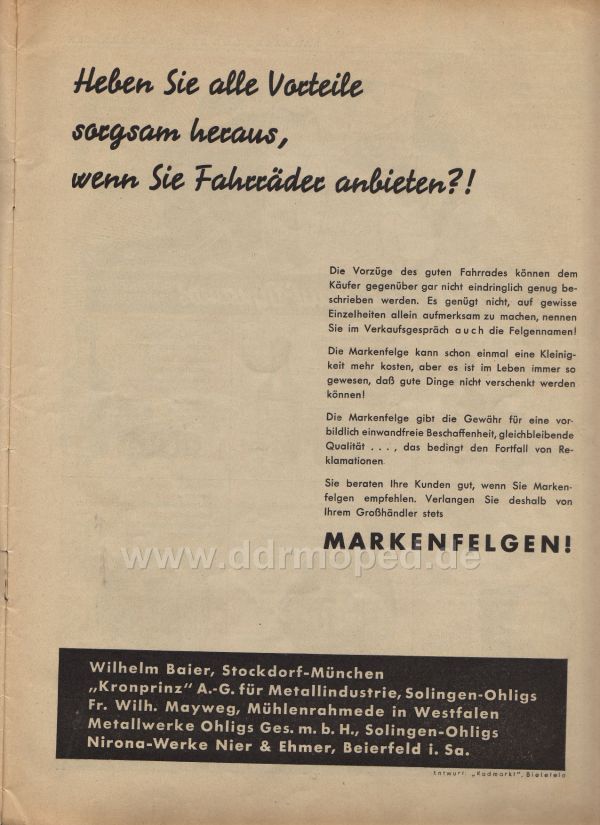 Heben Sie alle Vorteile
sorgsam heraus,
wenn Sie Fahrräder anbieten?!
Die Vorzüge des guten Fahrrades können dem
Käufer gegenüber gar nicht eindringlich genug be-
schrieben werden. Es genügt nicht, auf gewisse
Einzelheiten allein aufmerksam zu machen, nennen
Sie im Verkaufsgespräch auch die Felgennamen!
Die Markenfelge kann schon einmal eine Kleinig-
keit mehr kosten, aber es ist im Leben immer so
gewesen, daß gute Dinge nicht verschenkt werden
können!
Die Markenfelge gibt die Gewähr für eine vor-
bildlich einwandfreie Beschaffenheit, gleichbleibende
Qualität . . . , das bedingt den Fortfall von Re-
klamationen
Sie beraten Ihre Kunden gut, wenn Sie Marken-
felgen empfehlen. Verlangen Sie deshalb von
Ihrem Großhändler stets
MARKENFELGEN!
www.ddrmoped.de
Wilhelm Baier, Stockdorf-München
„Kronprinz" A.-G. für Metallindustrie, Solingen-Ohligs
Fr. Wilh. Mayweg, Mühlenrahmede in Westfalen
Metallwerke Ohligs Ges. m. b. H., Solingen-Ohligs
Nirona-Werke Nier & Ehmer, Beierfeld i. Sa.
Entwurf: „Radmarkt", Bielefeld